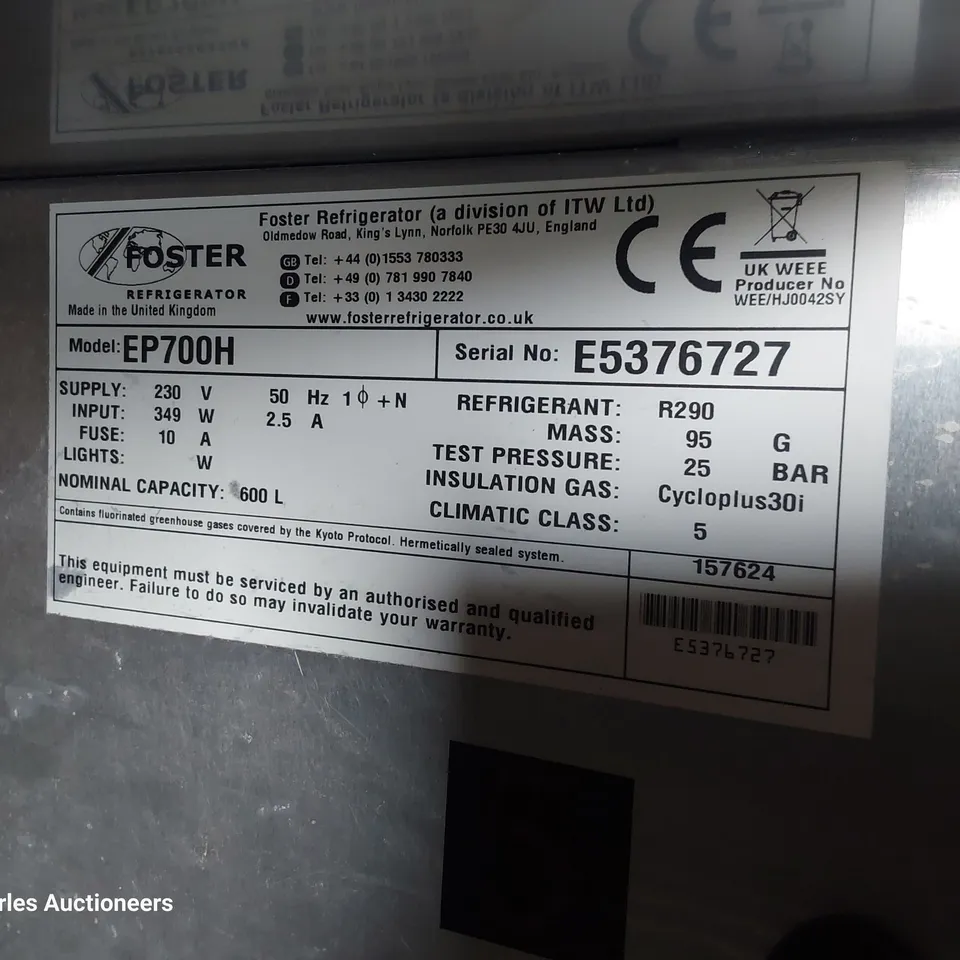 Foster Refrigerator (a division of ITW Ltd)
Oldmedow Road, King's Lynn, Norfolk PE30 4JU, England
FOSTER
REFRIGERATOR
Made in the United Kingdom
GB Tel: +44 (0)1553 780333
D Tel: +49 (0) 781 990 7840
F Tel: +33 (0) 1 3430 2222
www.fosterrefrigerator.co.uk
CE
UK WEEE
Producer No
WEE/HJ0042SY
Model: EP700H
Serial No: E5376727
SUPPLY: 230 V 50 Hz 1ϕ +N
INPUT: 349 W 2.5 A
FUSE: 10 A
LIGHTS: W
NOMINAL CAPACITY: 600 L
REFRIGERANT: R290
MASS: 95 G
TEST PRESSURE: 25 BAR
INSULATION GAS: Cycloplus30i
CLIMATIC CLASS: 5
Contains fluorinated greenhouse gases covered by the Kyoto Protocol. Hermetically sealed system.
This equipment must be serviced by an authorised and qualified
engineer. Failure to do so may invalidate your warranty.
157624
E5376727
rles Auctioneers